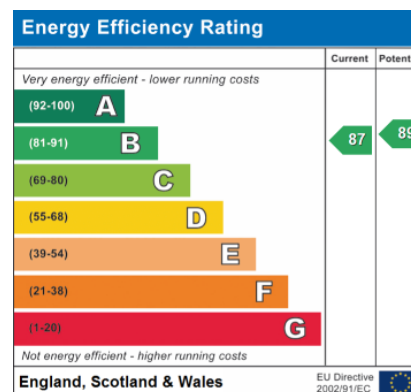 Energy Efficiency Rating
Current Potent
Very energy efficient - lower running costs
(92-100) A
(81-91) B 87 89
(69-80) C
(55-68) D
(39-54) E
(21-38) F
(1-20) G
Not energy efficient - higher running costs
England, Scotland & Wales
EU Directive
2002/91/EC